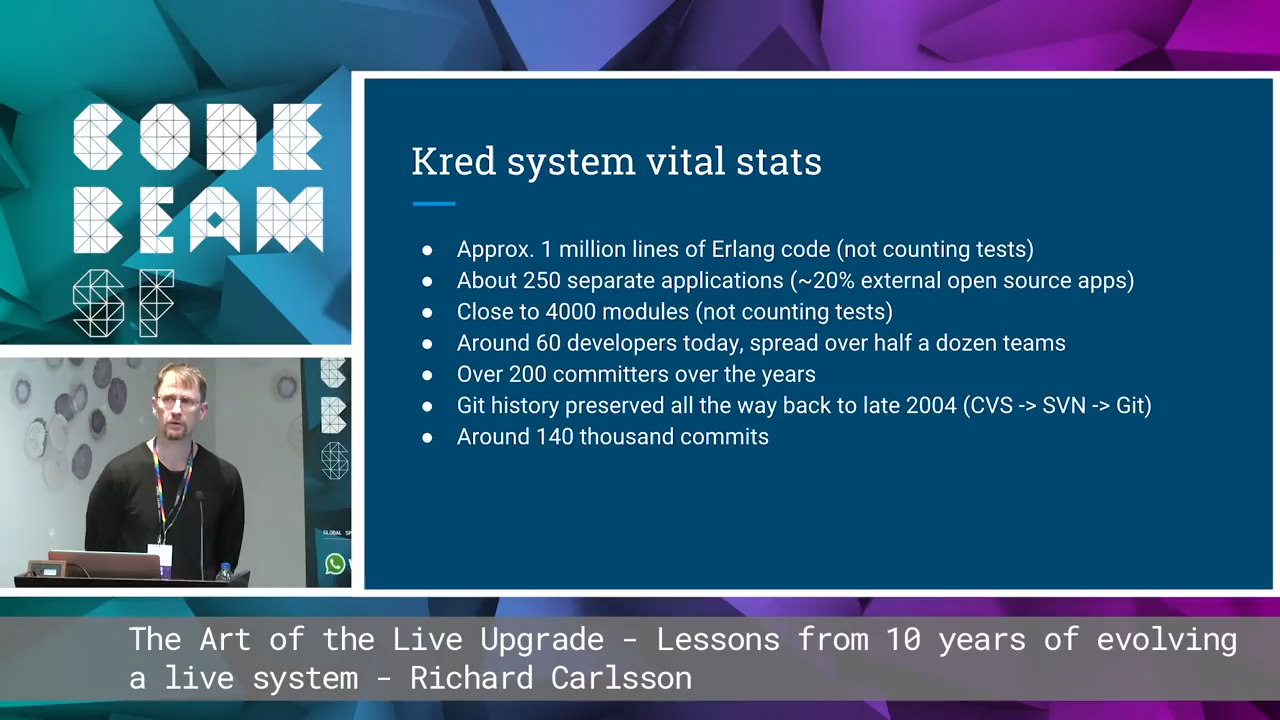 CODE
BEAM
SF
Kred system vital stats
● Approx. 1 million lines of Erlang code (not counting tests)
● About 250 separate applications (~20% external open source apps)
● Close to 4000 modules (not counting tests)
● Around 60 developers today, spread over half a dozen teams
● Over 200 committers over the years
● Git history preserved all the way back to late 2004 (CVS -> SVN -> Git)
● Around 140 thousand commits
GLOBAL
The Art of the Live Upgrade - Lessons from 10 years of evolving
a live system - Richard Carlsson